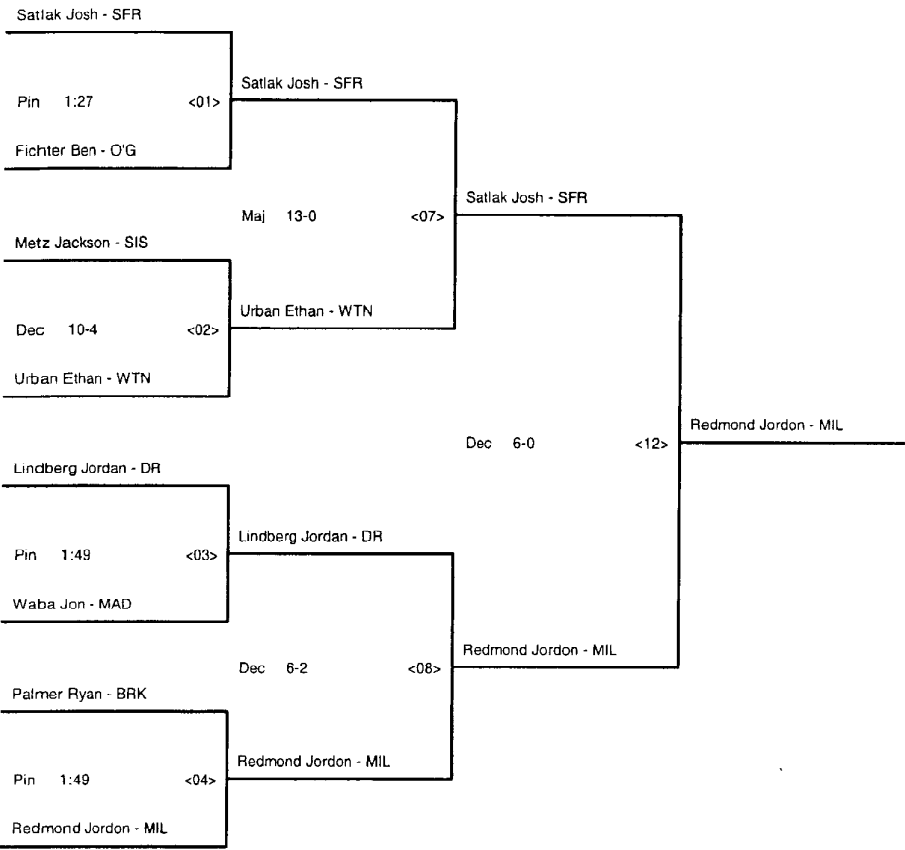 Satlak Josh - SFR
Pin 1:27 <01>
Fichter Ben - O'G
Satlak Josh - SFR
Maj 13-0 <07>
Metz Jackson - SIS
Dec 10-4 <02>
Urban Ethan - WTN
Urban Ethan - WTN
Satlak Josh - SFR
Dec 6-0 <12>
Redmond Jordon - MIL
Lindberg Jordan - DR
Pin 1:49 <03>
Waba Jon - MAD
Lindberg Jordan - DR
Dec 6-2 <08>
Redmond Jordon - MIL
Palmer Ryan - BRK
Pin 1:49 <04>
Redmond Jordon - MIL
Redmond Jordon - MIL